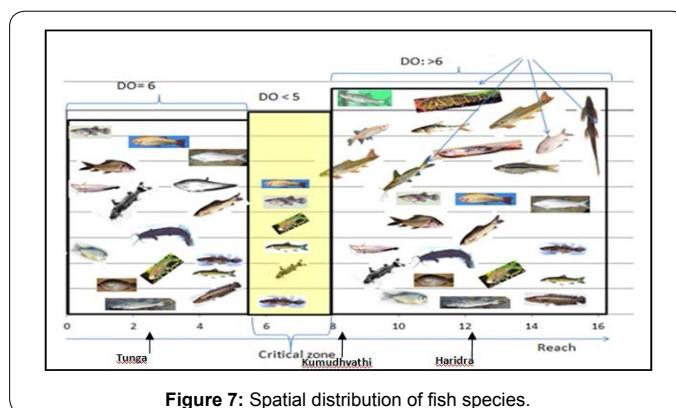 DO: >6
DO= 6
DO < 5
0 2 4 6 8 10 12 14 16
Tunga
Critical zone
Kumudhvathi
Haridra
Reach
Figure 7: Spatial distribution of fish species.